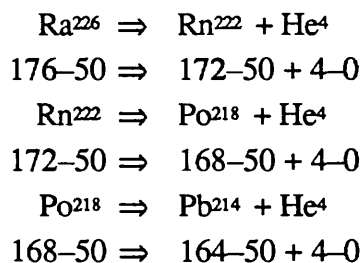 Ra²²⁶ ⇒ Rn²²² + He⁴
176–50 ⇒ 172–50 + 4–0
Rn²²² ⇒ Po²¹⁸ + He⁴
172–50 ⇒ 168–50 + 4–0
Po²¹⁸ ⇒ Pb²¹⁴ + He⁴
168–50 ⇒ 164–50 + 4–0